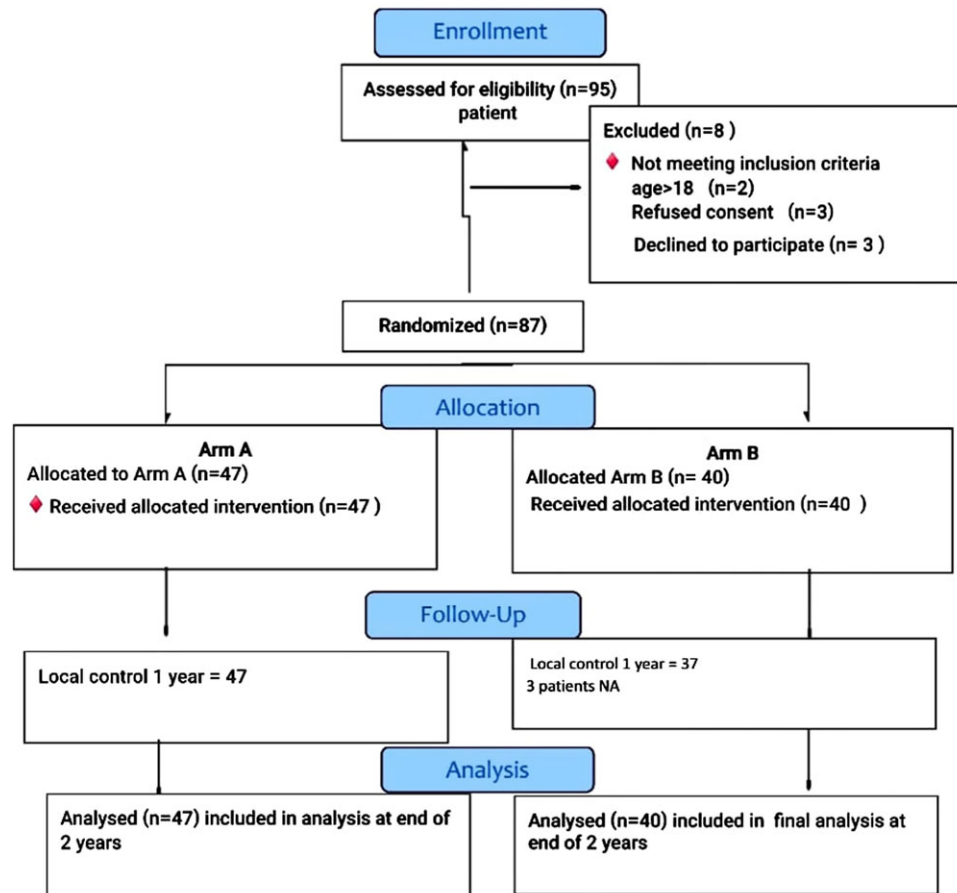 Enrollment
Assessed for eligibility (n=95)
patient
Excluded (n=8 )
Not meeting inclusion criteria
age>18 (n=2)
Refused consent (n=3)
Declined to participate (n= 3 )
Randomized (n=87)
Allocation
Arm A
Allocated to Arm A (n=47)
Received allocated intervention (n=47 )
Arm B
Allocated Arm B (n= 40)
Received allocated intervention (n=40 )
Follow-Up
Local control 1 year = 47
Local control 1 year = 37
3 patients NA
Analysis
Analysed (n=47) included in analysis at end of
2 years
Analysed (n=40) included in final analysis at
end of 2 years